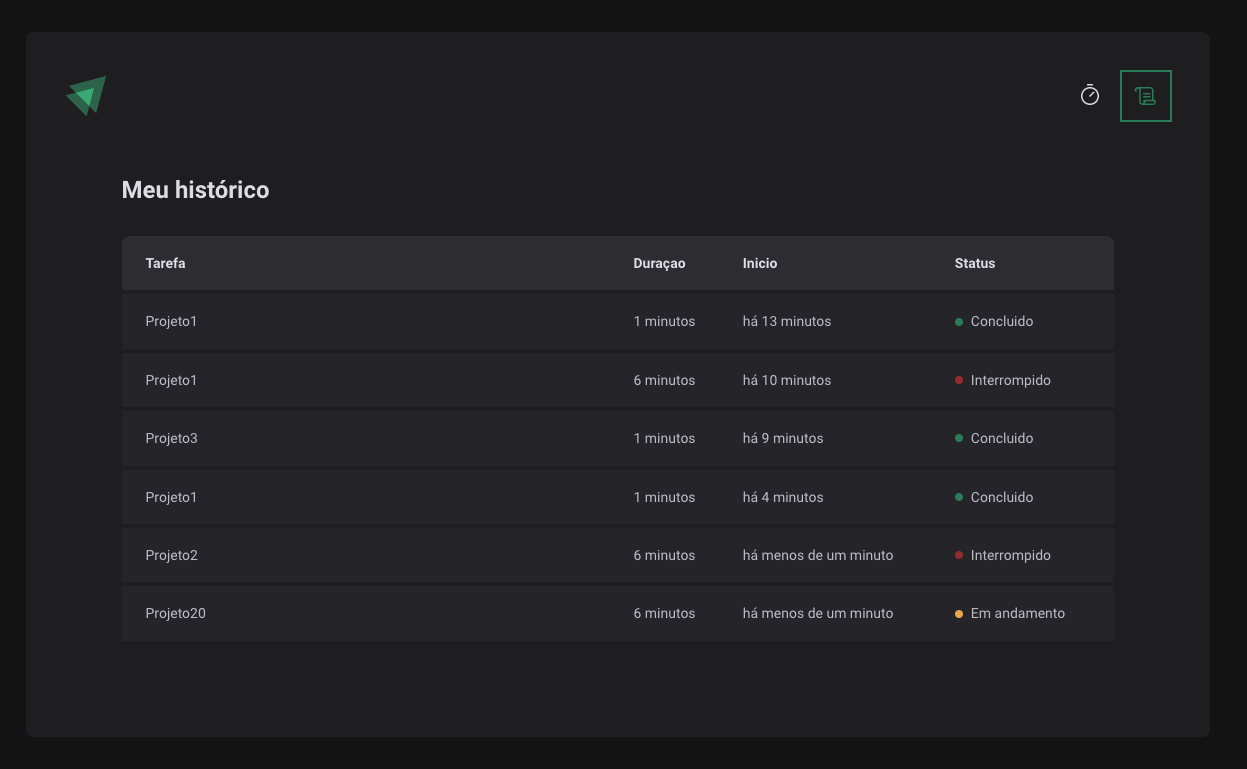 Meu histórico
Tarefa Duraçao Inicio Status
Projeto1 1 minutos há 13 minutos Concluido
Projeto1 6 minutos há 10 minutos Interrompido
Projeto3 1 minutos há 9 minutos Concluido
Projeto1 1 minutos há 4 minutos Concluido
Projeto2 6 minutos há menos de um minuto Interrompido
Projeto20 6 minutos há menos de um minuto Em andamento